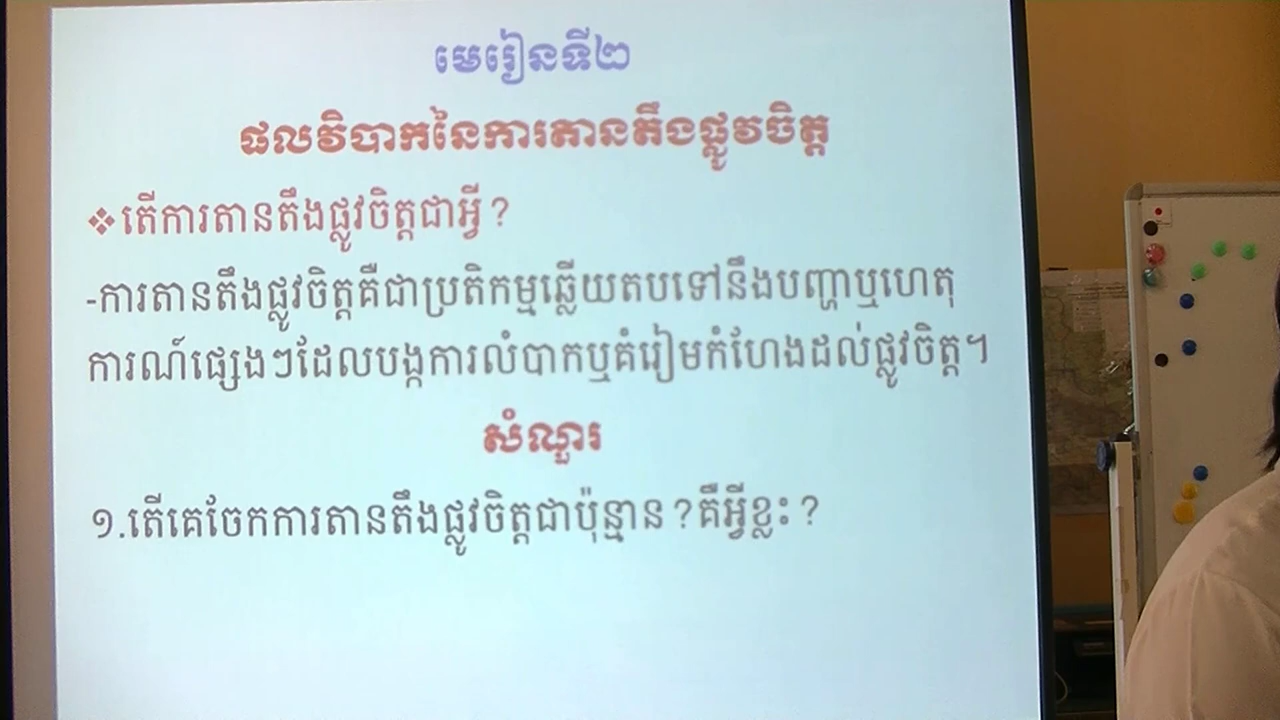 មេរៀនទី២
ផលវិបាកនៃការតានតឹងផ្លូវចិត្ត
❖តើការតានតឹងផ្លូវចិត្តជាអ្វី?
-ការតានតឹងផ្លូវចិត្តគឺជាប្រតិកម្មឆ្លើយតបទៅនឹងបញ្ហាឬហេតុ
ការណ៍ផ្សេងៗដែលបង្កការលំបាកឬគំរៀមកំហែងដល់ផ្លូវចិត្ត។
សំណួរ
១.តើគេចែកការតានតឹងផ្លូវចិត្តជាប៉ុន្មាន?គឺអ្វីខ្លះ?